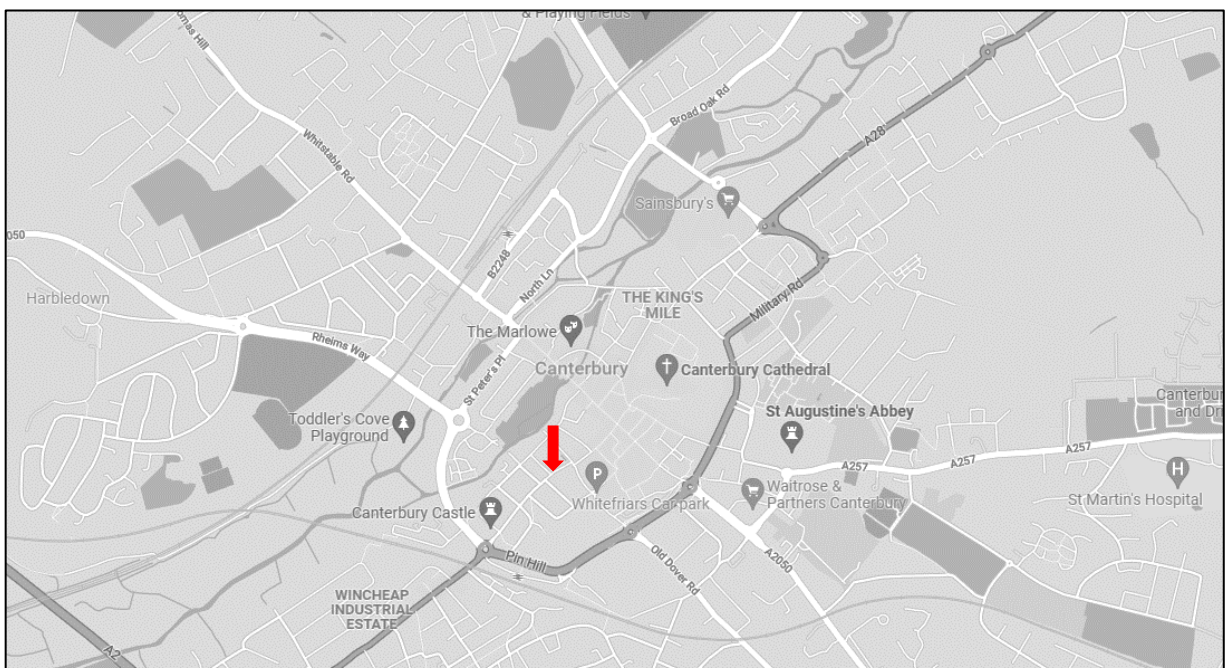 & Playing Fields
omas Hill
Broad Oak Rd
A28
Whitstable Rd
Sainsbury's
050
B2248
North Ln
Harbledown
THE KING'S
MILE
Military Rd
The Marlowe
Rheims Way
St Peter's Pl
Canterbury
Canterbury Cathedral
Canterbur
and Dr
St Augustine's Abbey
Toddler's Cove
Playground
P
A257
A257
A257
H
Whitefriars Car park
Waitrose &
Partners Canterbury
St Martin's Hospital
Canterbury Castle
Pin Hill
Old Dover Rd
A2050
WINCHEAP
INDUSTRIAL
ESTATE
A2